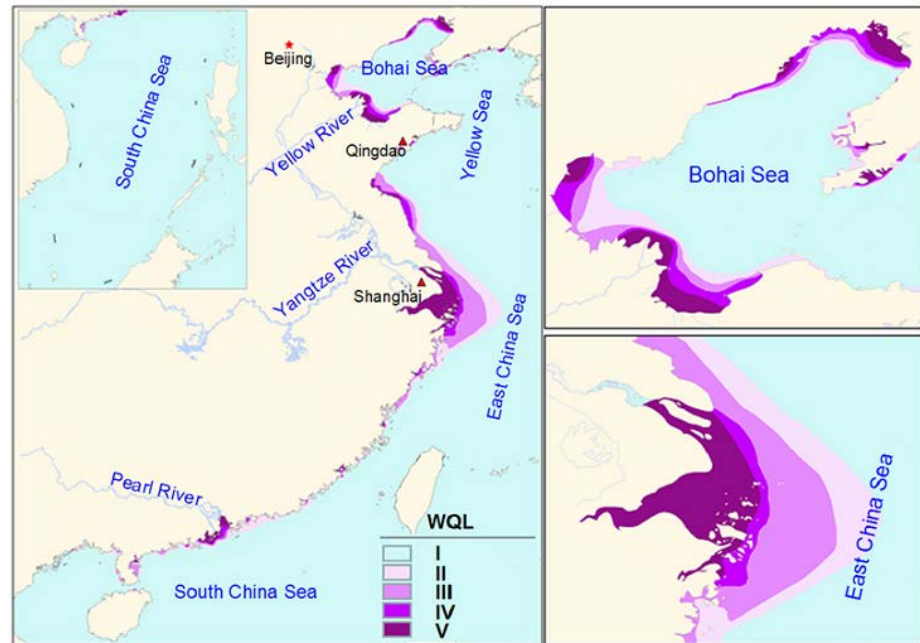 South China Sea
Beijing
Bohai Sea
Yellow River
Yellow Sea
Qingdao
Yangtze River
Shanghai
East China Sea
Pearl River
South China Sea
WQL
I
II
III
IV
V
Bohai Sea
East China Sea